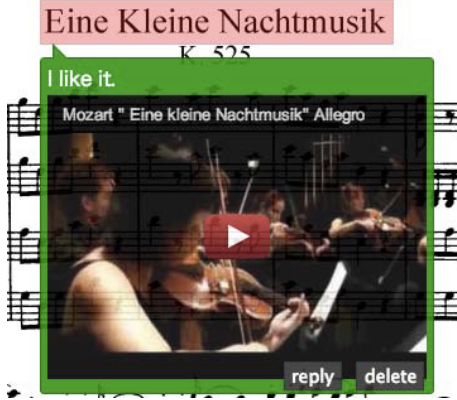 Eine Kleine Nachtmusik
K. 525
I like it.
Mozart " Eine kleine Nachtmusik" Allegro
reply delete